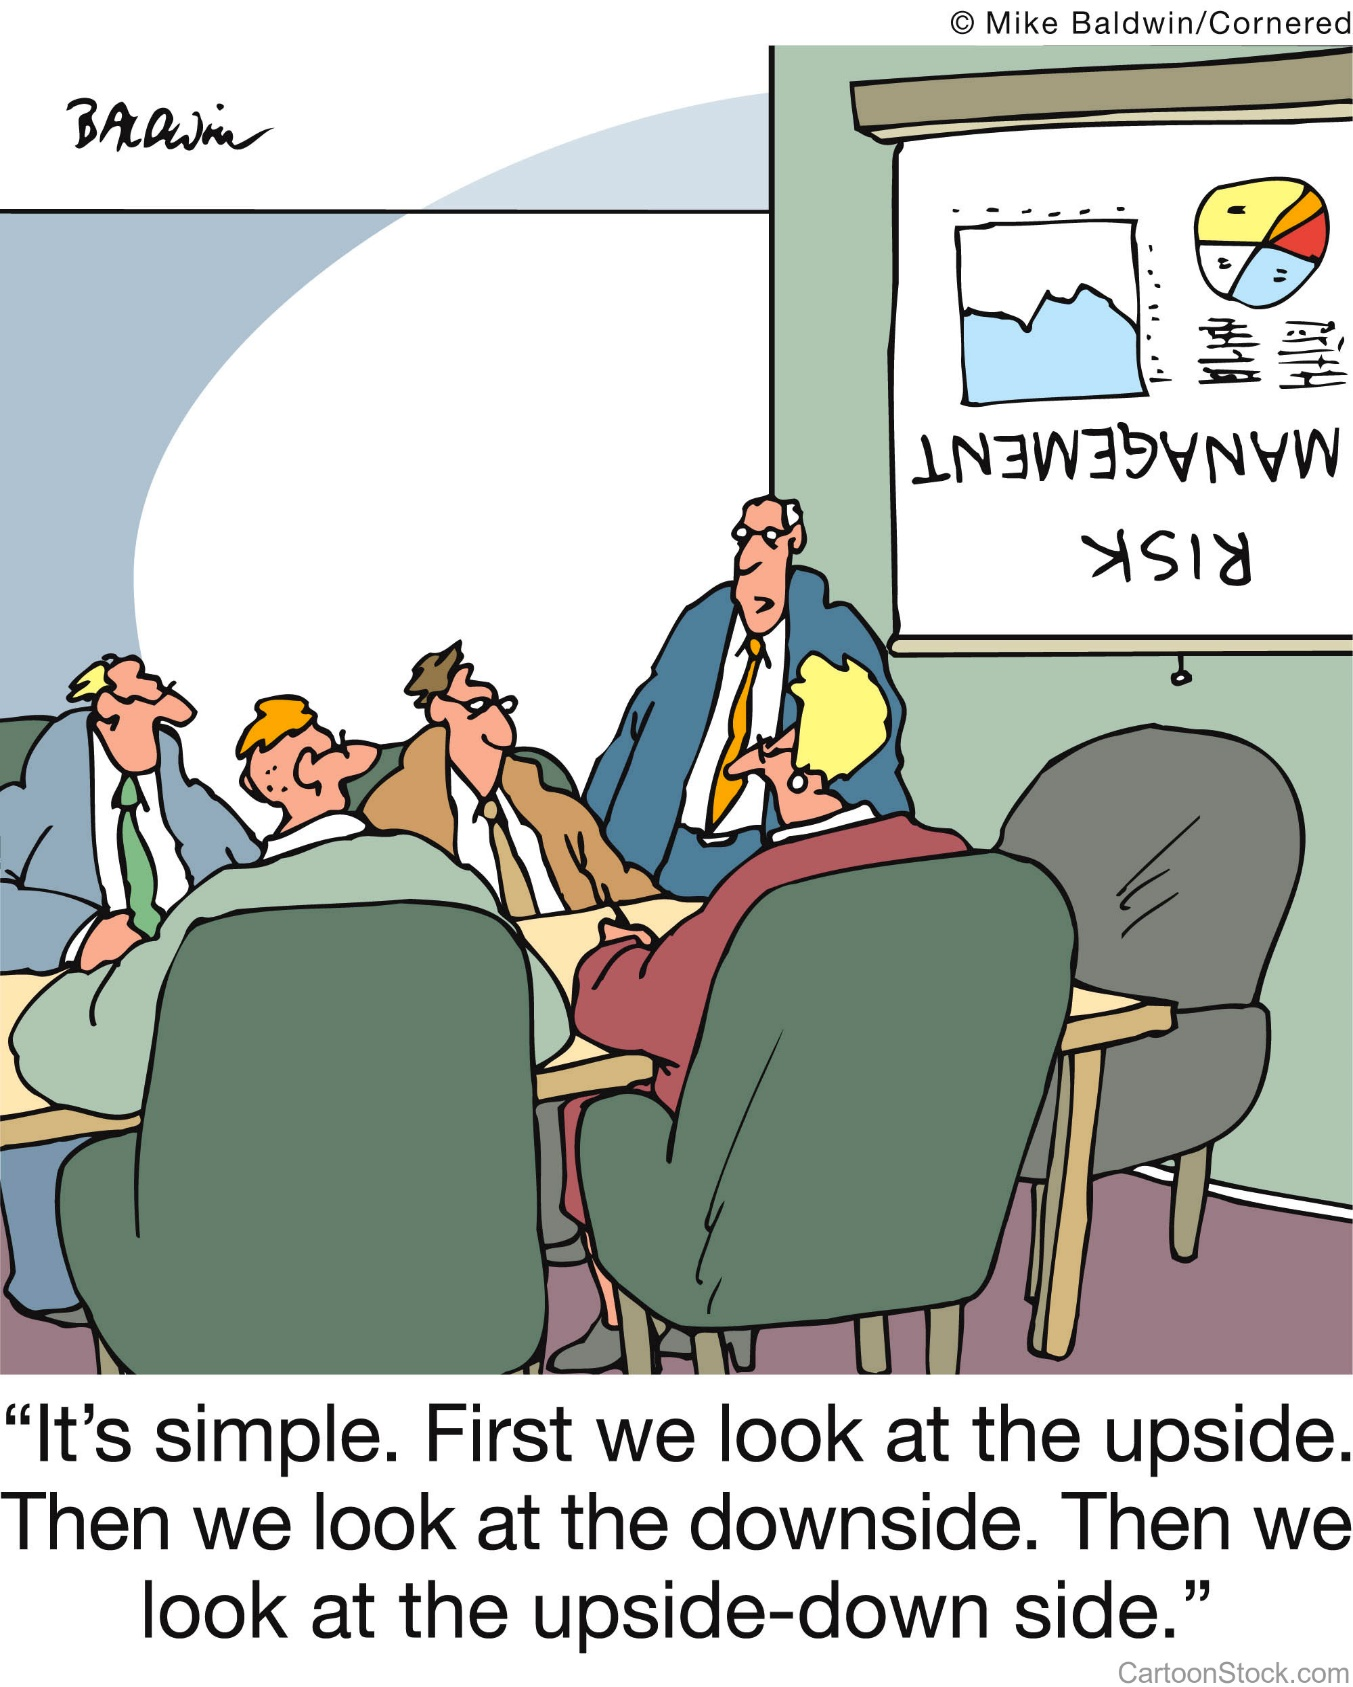 © Mike Baldwin/Cornered
BALDWIN
MANAGEMENT
RISK
“It’s simple. First we look at the upside.
Then we look at the downside. Then we
look at the upside-down side.”
CartoonStock.com